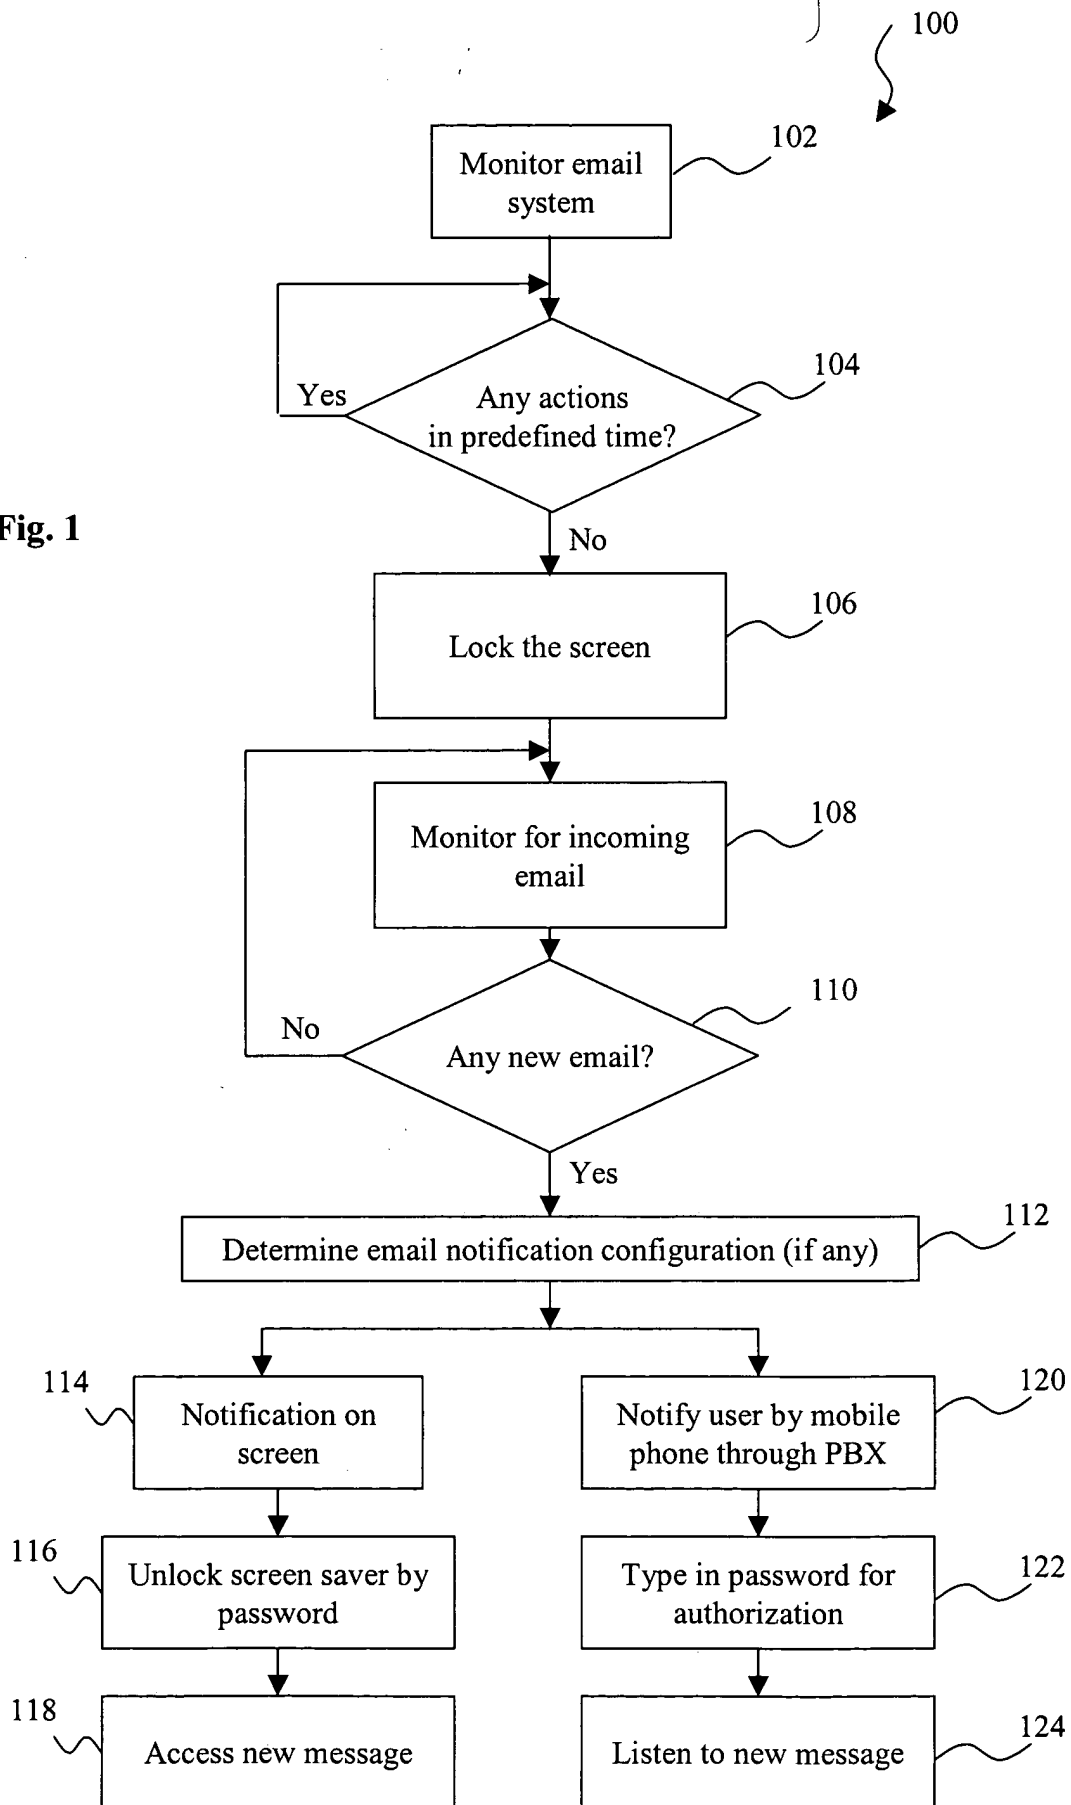 100
102
Monitor email
system
104
Yes
Any actions
in predefined time?
Fig. 1
No
106
Lock the screen
108
Monitor for incoming
email
110
No
Any new email?
Yes
112
Determine email notification configuration (if any)
114
Notification on
screen
120
Notify user by mobile
phone through PBX
116
Unlock screen saver by
password
122
Type in password for
authorization
118
Access new message
124
Listen to new message